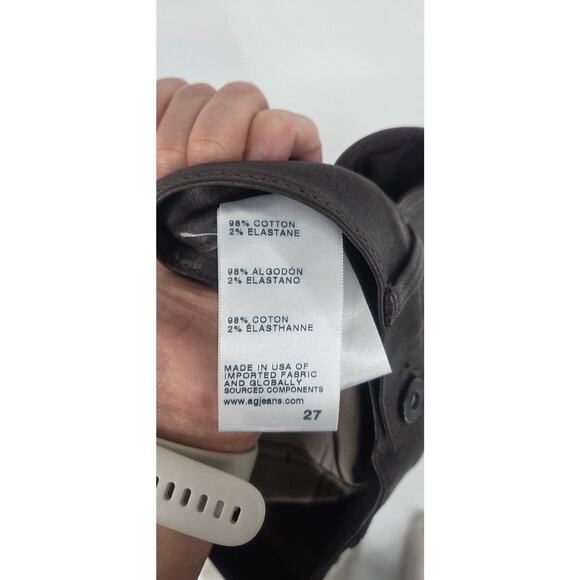 98% COTTON
2% ELASTANE
98% ALGODÓN
2% ELASTANO
98% COTON
2% ÉLASTHANNE
MADE IN USA OF
IMPORTED FABRIC
AND GLOBALLY
SOURCED COMPONENTS
www.agjeans.com
27